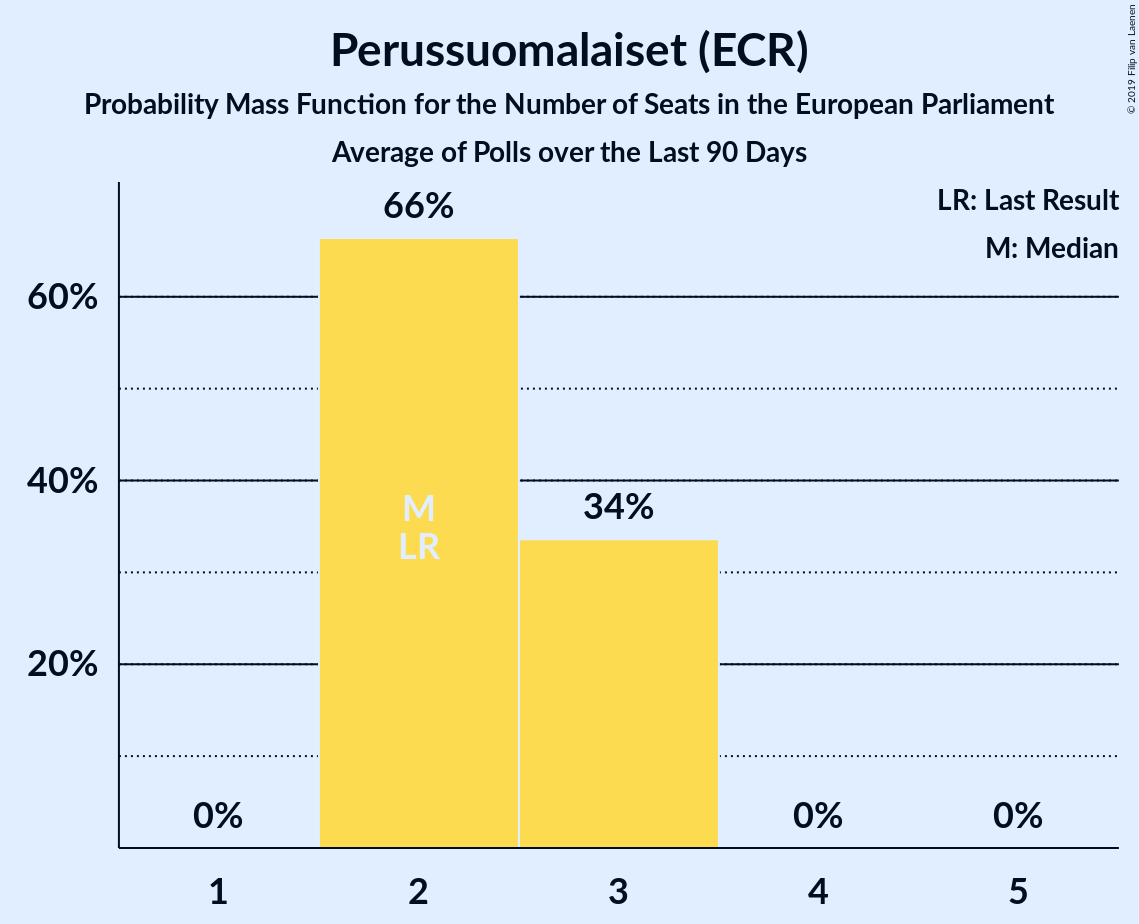 Perussuomalaiset (ECR)
Probability Mass Function for the Number of Seats in the European Parliament
Average of Polls over the Last 90 Days
© 2019 Filip van Laenen
LR: Last Result
M: Median
66%
60%
40%
34%
M
LR
20%
0%
0%
0%
1
2
3
4
5